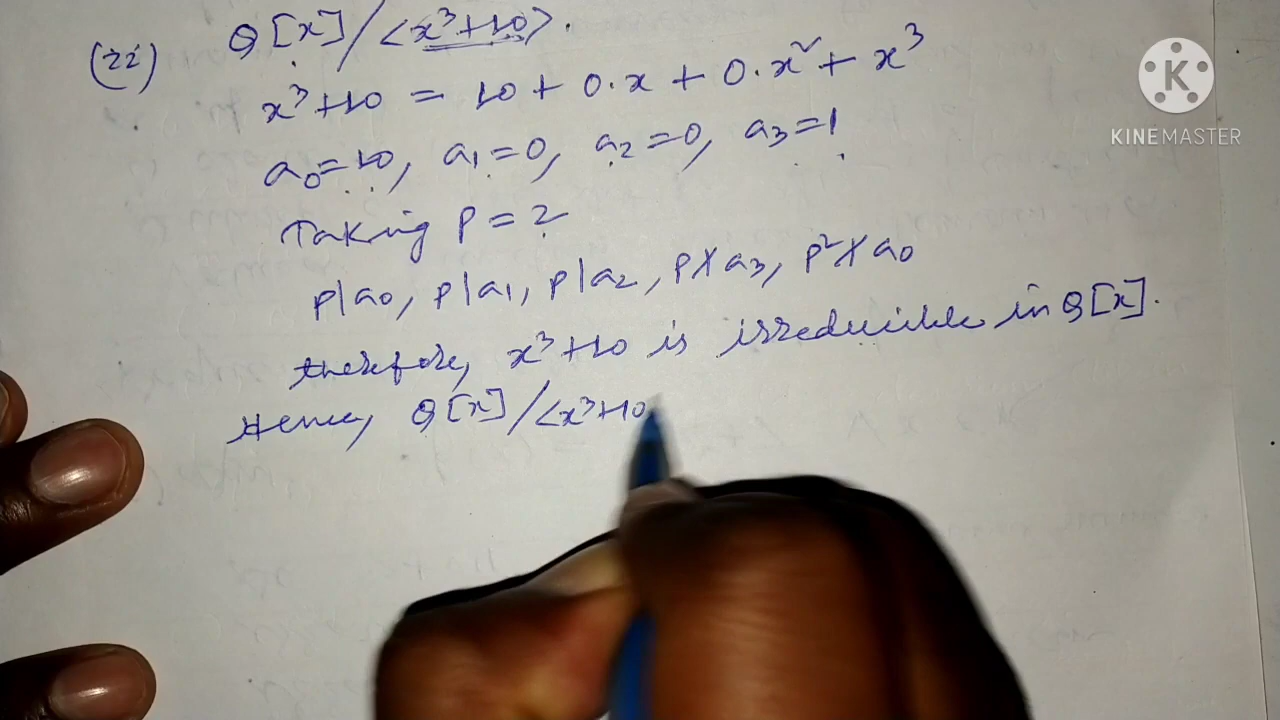 (ii) Q[x]/<x³+10>.
x³+10 = 10+0.x+0.x²+x³
a₀=10, a₁=0, a₂=0, a₃=1
Taking P=2
p|a₀, p|a₁, p|a₂, p∤a₃, p²∤a₀
therefore, x³+10 is irreducible in Q[x].
Hence, Q[x]/<x³+10
K
KINEMASTER